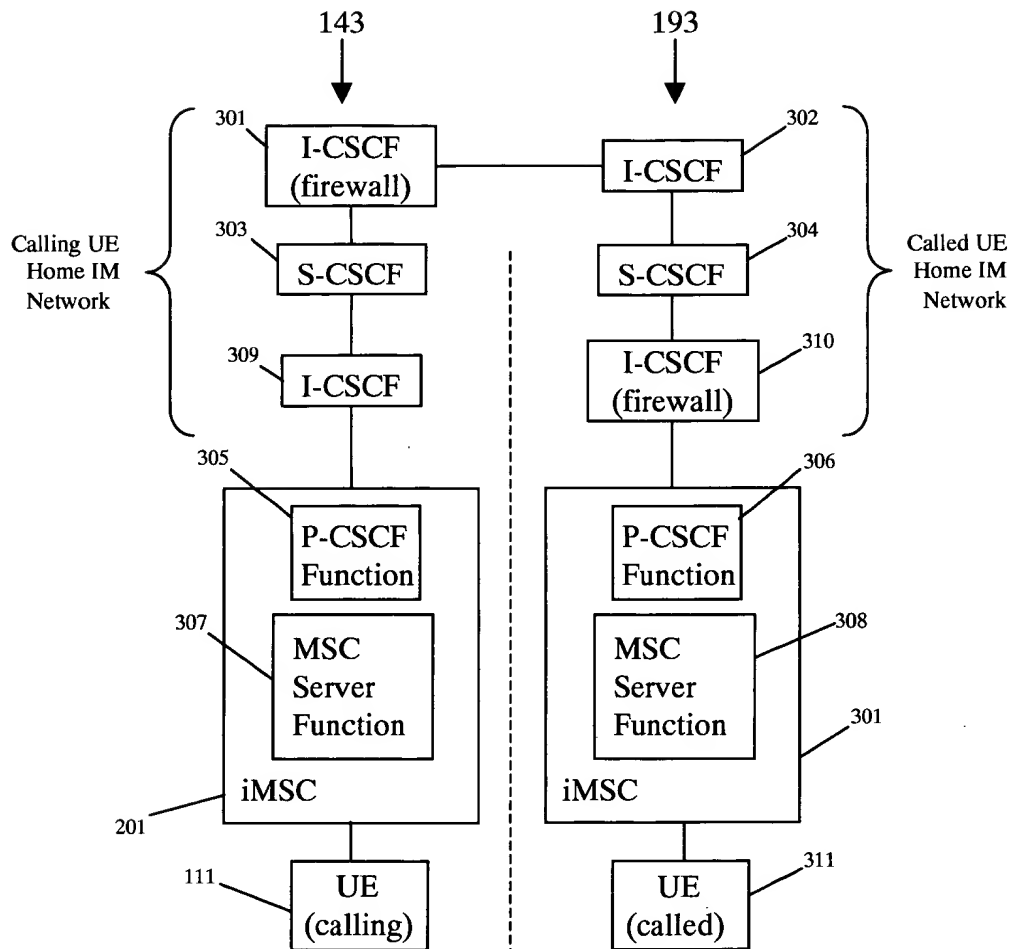 143
193
301
I-CSCF
(firewall)
302
I-CSCF
303
S-CSCF
304
S-CSCF
Calling UE
Home IM
Network
Called UE
Home IM
Network
309
I-CSCF
310
I-CSCF
(firewall)
305
P-CSCF
Function
306
P-CSCF
Function
307
MSC
Server
Function
308
MSC
Server
Function
301
iMSC
iMSC
201
111
UE
(calling)
311
UE
(called)